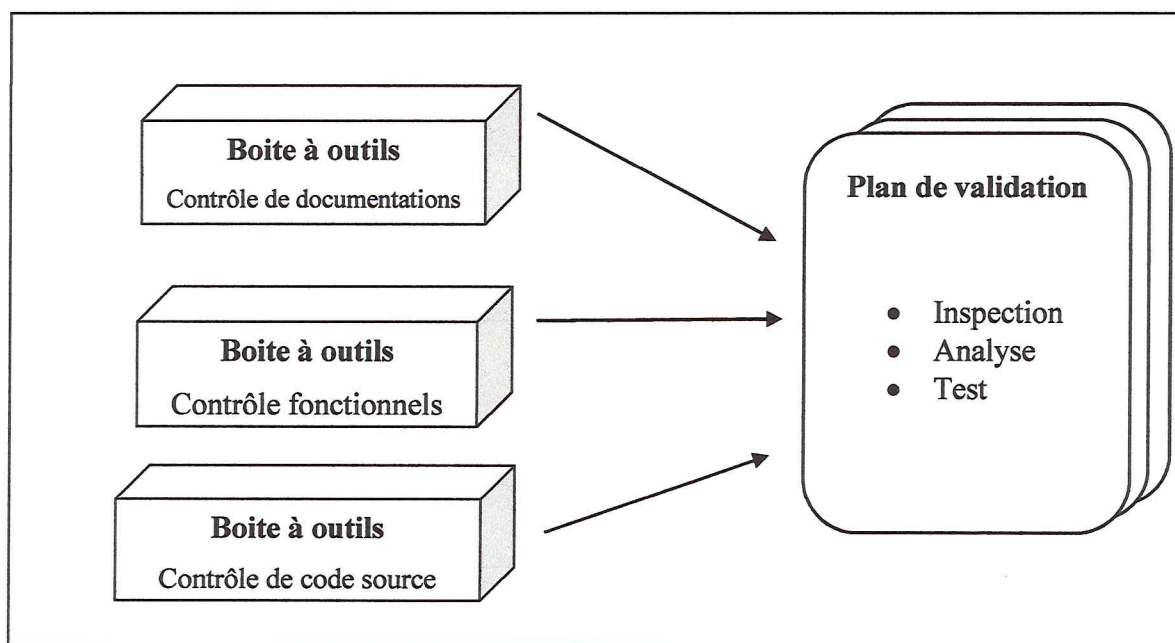 Boite à outils
Contrôle de documentations
Boite à outils
Contrôle fonctionnels
Boite à outils
Contrôle de code source
Plan de validation
• Inspection
• Analyse
• Test